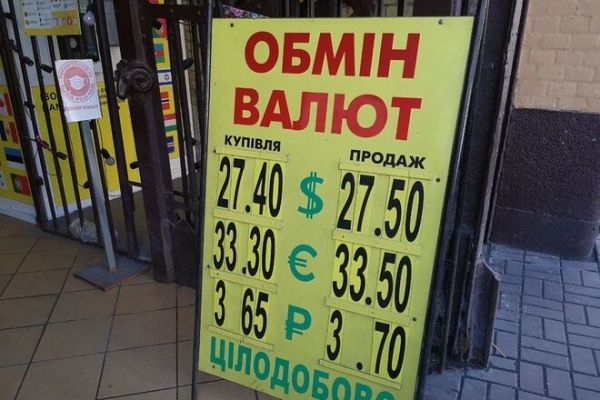 ОБМІН
ВАЛЮТ
КУПІВЛЯ ПРОДАЖ
27.40 $ 27.50
33.30 € 33.50
3 65 ₽ 3.70
ЦІЛОДОБОВО